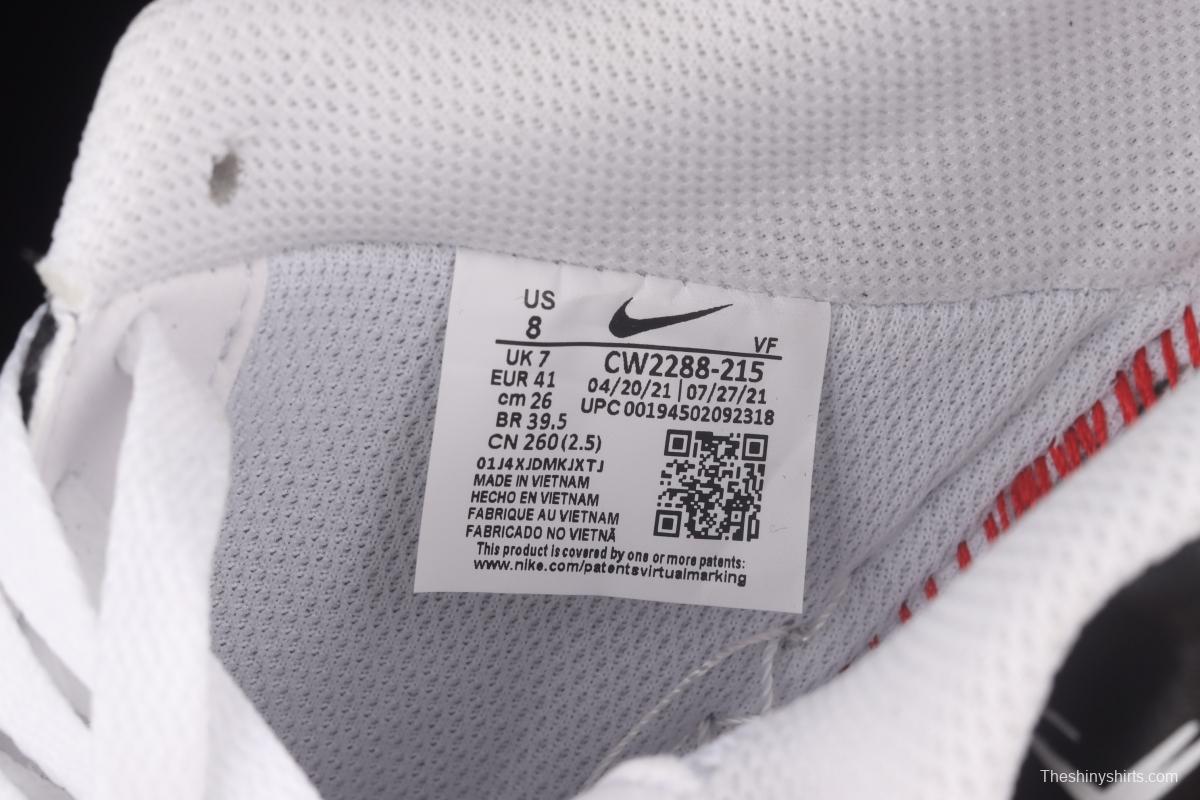 US
8
VF
UK 7
EUR 41
cm 26
BR 39.5
CN 260(2.5)
CW2288-215
04/20/21 | 07/27/21
UPC 00194502092318
01J4XJDMKJXTJ
MADE IN VIETNAM
HECHO EN VIETNAM
FABRIQUE AU VIETNAM
FABRICADO NO VIETNÃ
This product is covered by one or more patents:
www.nike.com/patentsvirtualmarking
Theshinyshirts.com